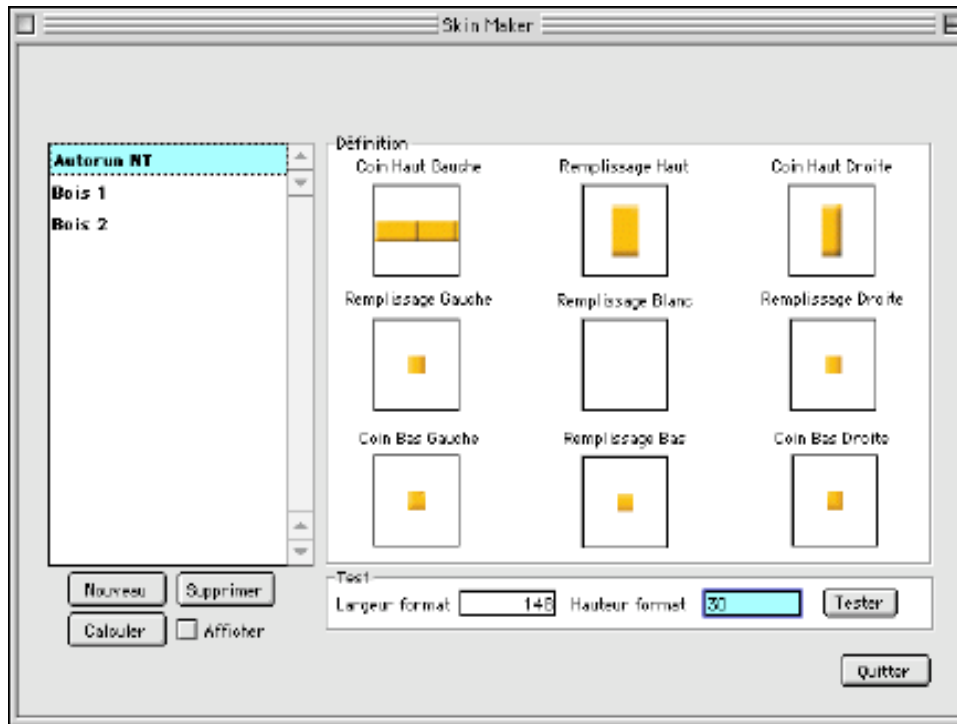 Skin Maker
Autorun NT
Bois 1
Bois 2
Définition
Coin Haut Gauche
Remplissage Haut
Coin Haut Droite
Remplissage Gauche
Remplissage Blanc
Remplissage Droite
Coin Bas Gauche
Remplissage Bas
Coin Bas Droite
Nouveau
Supprimer
Calculer
Afficher
Test
Largeur format 148
Hauteur format 30
Tester
Quitter